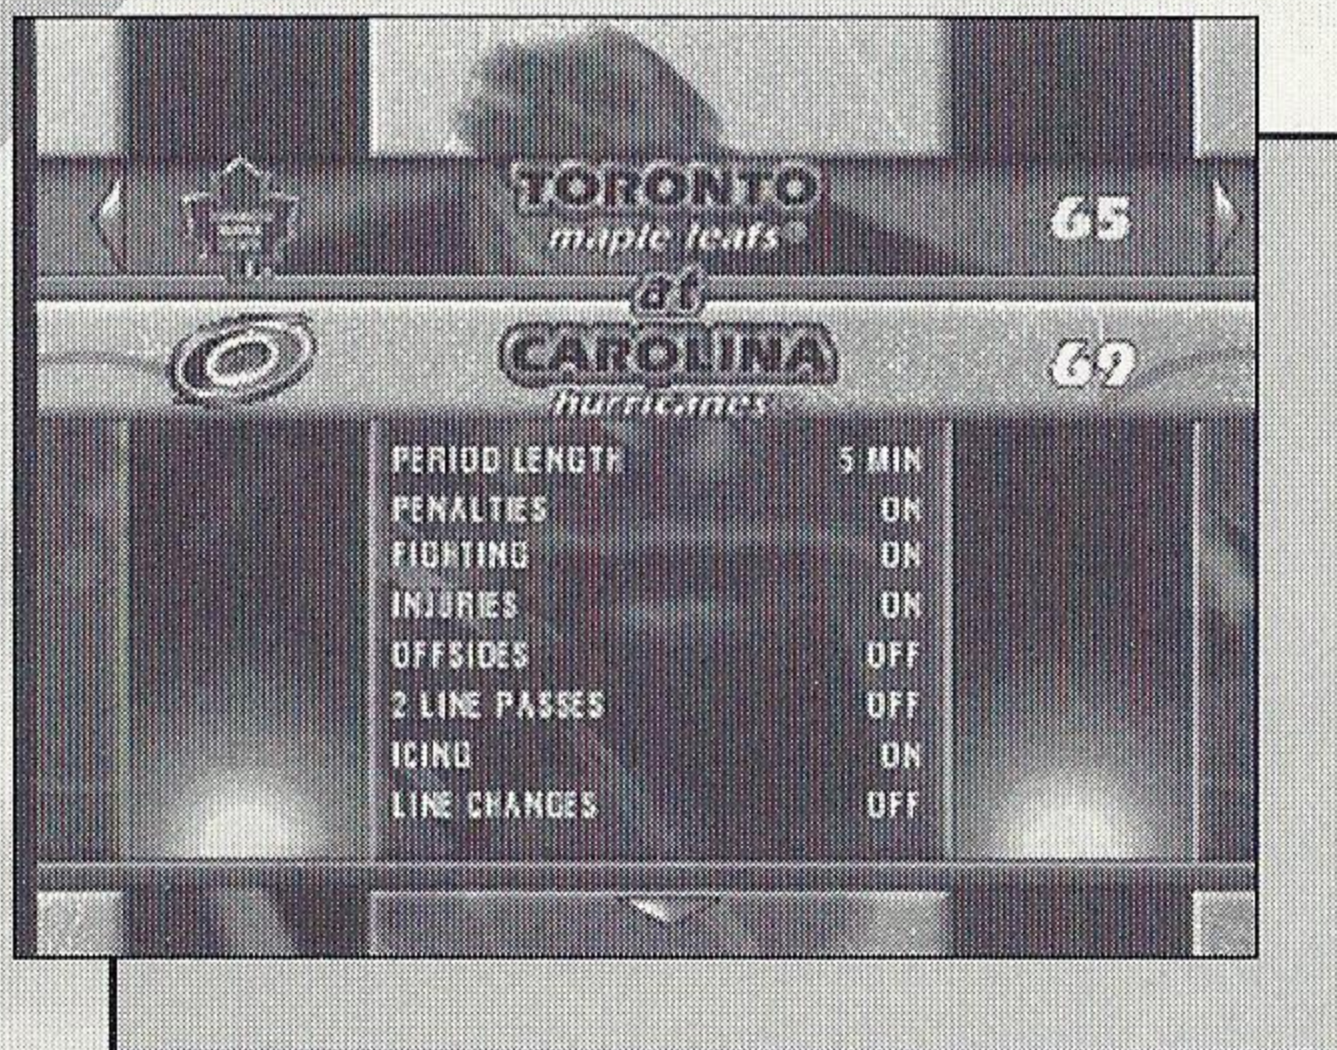 TORONTO 65
maple leafs®
at
CAROLINA 69
hurricanes
PERIOD LENGTH 5 MIN
PENALTIES ON
FIGHTING ON
INJURIES ON
OFFSIDES OFF
2 LINE PASSES OFF
ICING ON
LINE CHANGES OFF